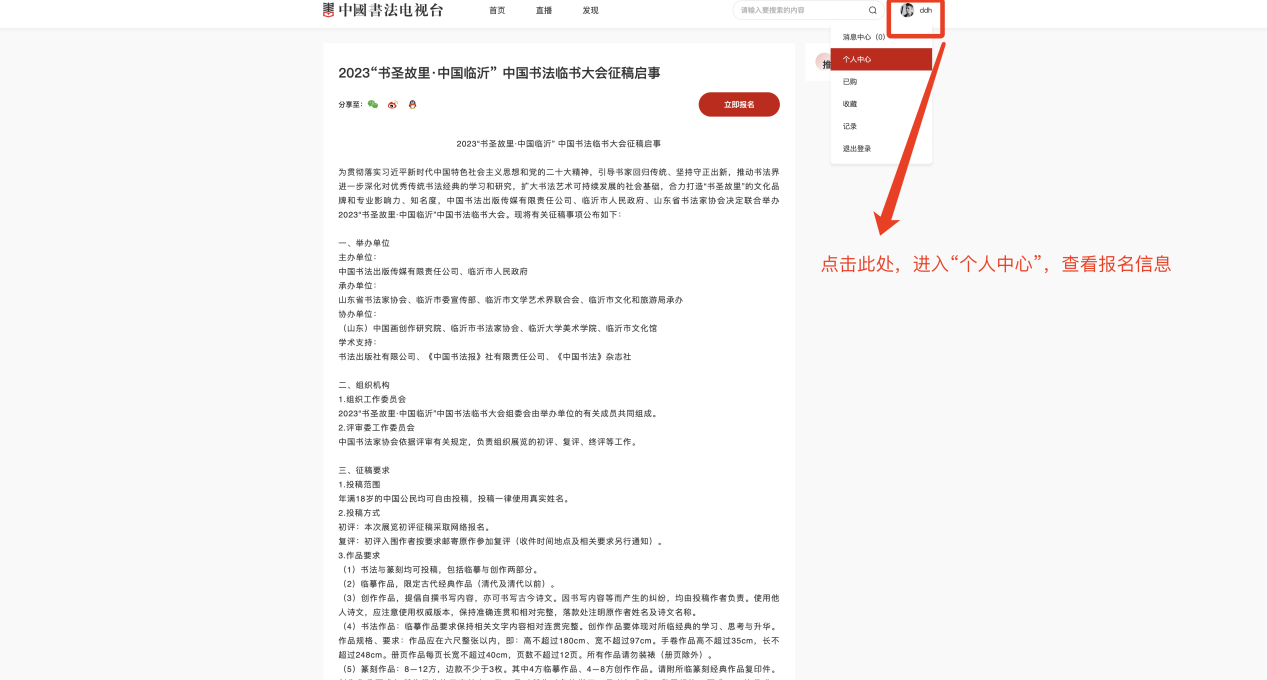 中國書法电视台
首页
直播
发现
请输入要搜索的内容
ddh
消息中心（0）
个人中心
已购
收藏
记录
退出登录
推
2023“书圣故里·中国临沂” 中国书法临书大会征稿启事
分享至：
立即报名
2023“书圣故里·中国临沂” 中国书法临书大会征稿启事
为贯彻落实习近平新时代中国特色社会主义思想和党的二十大精神，引导书家回归传统、坚持守正出新，推动书法界
进一步深化对优秀传统书法经典的学习和研究，扩大书法艺术可持续发展的社会基础，合力打造“书圣故里”的文化品
牌和专业影响力、知名度，中国书法出版传媒有限责任公司、临沂市人民政府、山东省书法家协会决定联合举办
2023“书圣故里·中国临沂”中国书法临书大会。现将有关征稿事项公布如下：
一、举办单位
主办单位：
中国书法出版传媒有限责任公司、临沂市人民政府
承办单位：
山东省书法家协会、临沂市委宣传部、临沂市文学艺术界联合会、临沂市文化和旅游局承办
协办单位：
（山东）中国画创作研究院、临沂市书法家协会、临沂大学美术学院、临沂市文化馆
学术支持：
书法出版社有限公司、《中国书法报》社有限责任公司、《中国书法》杂志社
二、组织机构
1.组织工作委员会
2023“书圣故里·中国临沂”中国书法临书大会组委会由举办单位的有关成员共同组成。
2.评审委工作委员会
中国书法家协会依据评审有关规定，负责组织展览的初评、复评、终评等工作。
三、征稿要求
1.投稿范围
年满18岁的中国公民均可自由投稿，投稿一律使用真实姓名。
2.投稿方式
初评：本次展览初评征稿采取网络报名。
复评：初评入围作者按要求邮寄原作参加复评（收件时间地点及相关要求另行通知）。
3.作品要求
（1）书法与篆刻均可投稿，包括临摹与创作两部分。
（2）临摹作品，限定古代经典作品（清代及清代以前）。
（3）创作作品，提倡自撰书写内容，亦可书写古今诗文。因书写内容等而产生的纠纷，均由投稿作者负责。使用他
人诗文，应注意使用权威版本，保持准确连贯和相对完整，落款处注明原作者姓名及诗文名称。
（4）书法作品：临摹作品要求保持相关文字内容相对连贯完整。创作作品要体现对所临经典的学习、思考与升华。
作品规格、要求：作品应在六尺整张以内，即：高不超过180cm、宽不超过97cm。手卷作品高不超过35cm，长不
超过248cm。册页作品每页长宽不超过40cm，页数不超过12页。所有作品请勿装裱（册页除外）。
（5）篆刻作品：8—12方，边款不少于3枚。其中4方临摹作品、4—8方创作作品。请附所临篆刻经典作品复印件。
点击此处，进入“个人中心”，查看报名信息